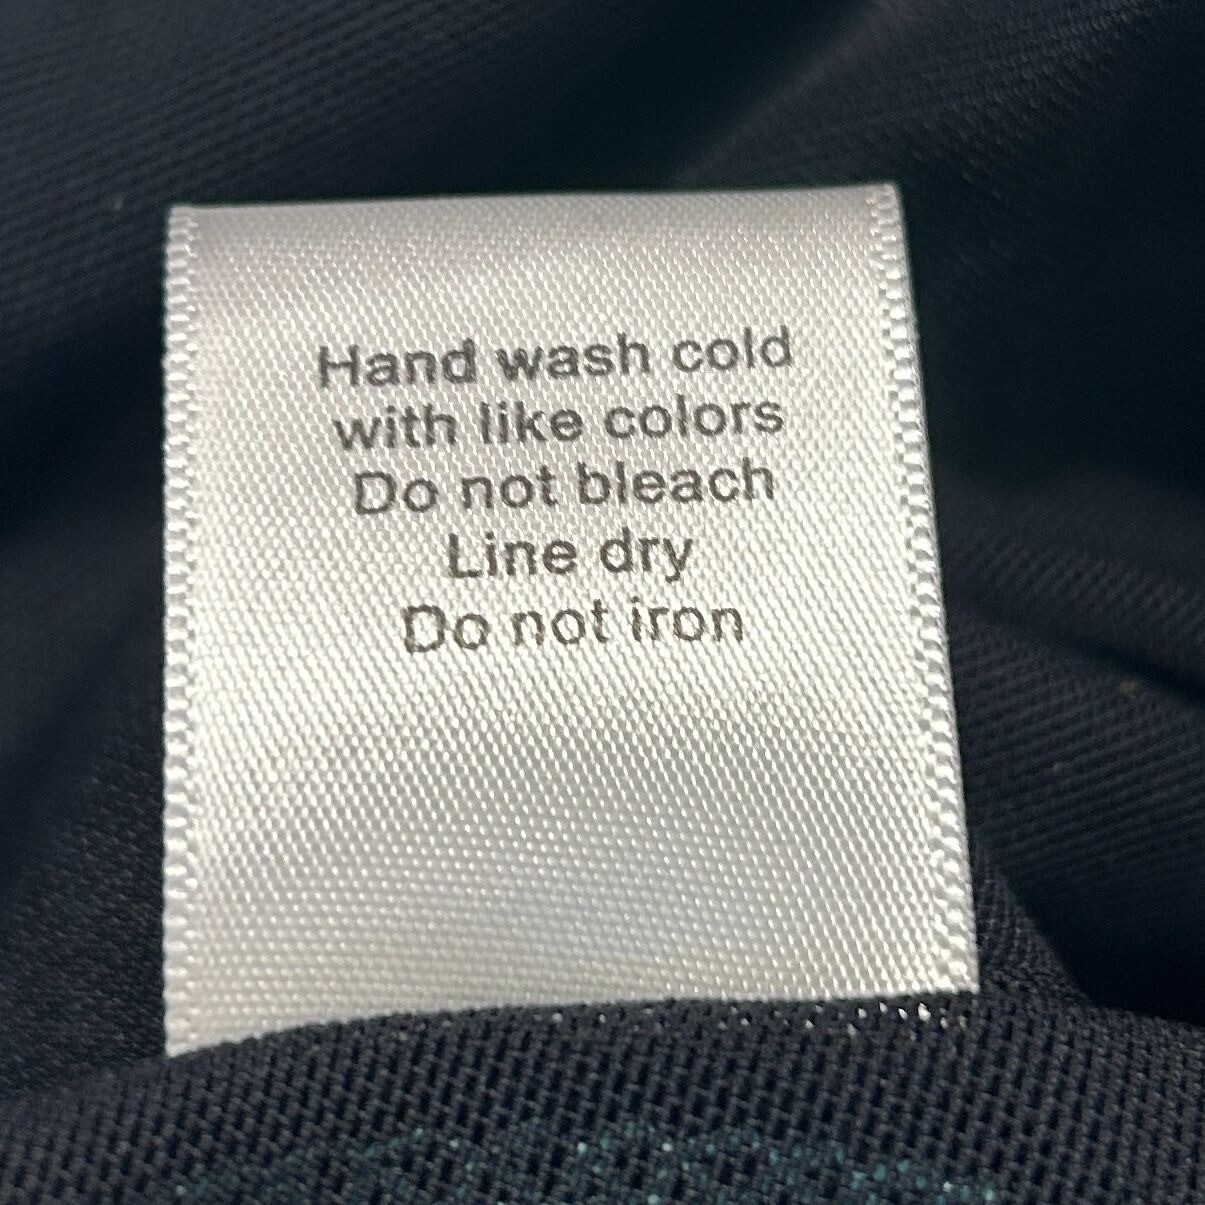 Hand wash cold
with like colors
Do not bleach
Line dry
Do not iron